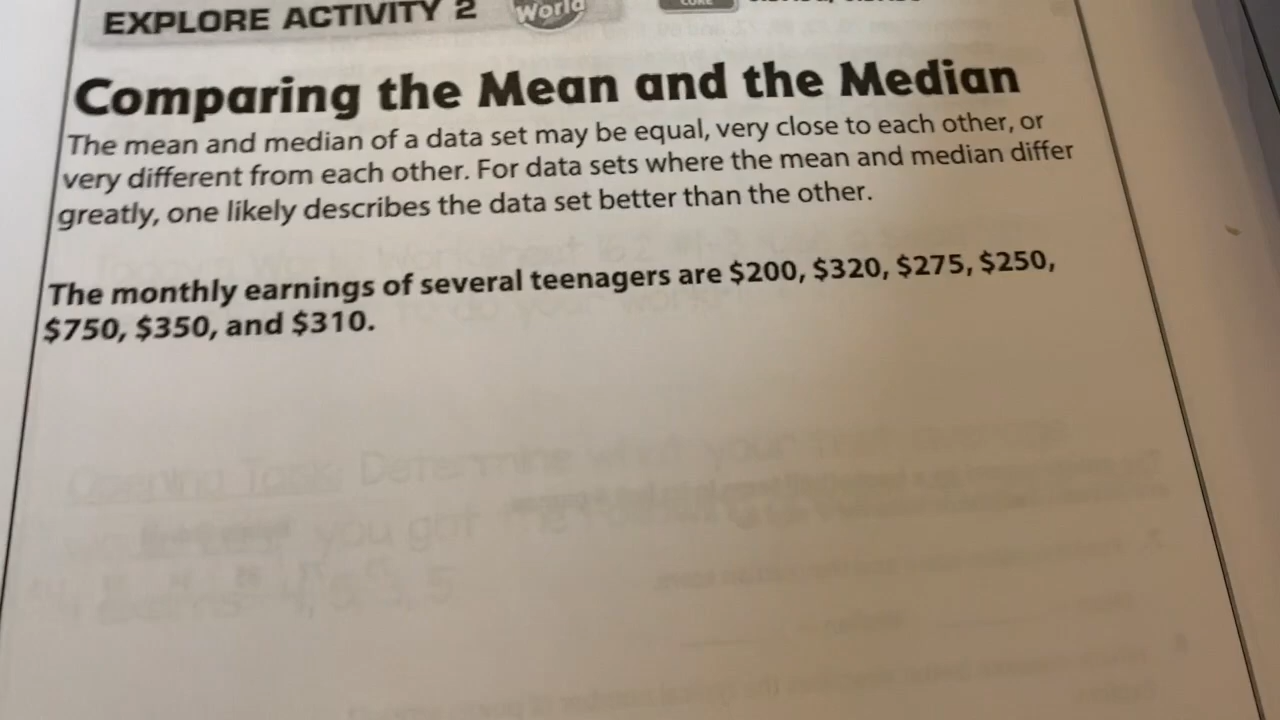 EXPLORE ACTIVITY 2
World
CORE
Comparing the Mean and the Median
The mean and median of a data set may be equal, very close to each other, or
very different from each other. For data sets where the mean and median differ
greatly, one likely describes the data set better than the other.
The monthly earnings of several teenagers are $200, $320, $275, $250,
$750, $350, and $310.